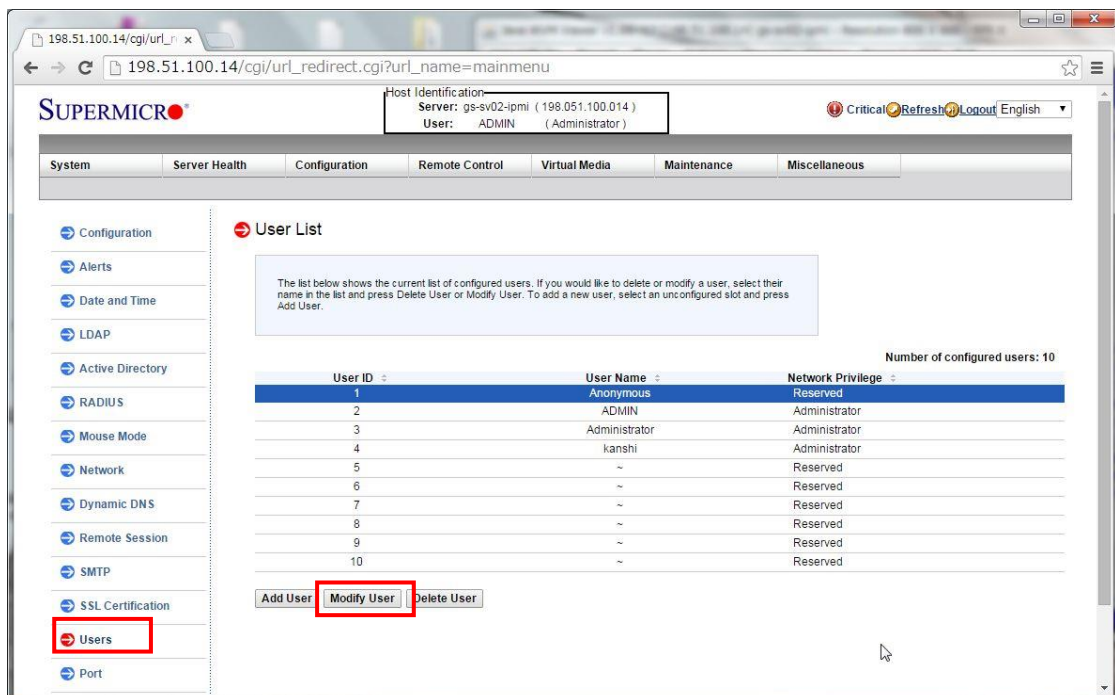 198.51.100.14/cgi/url_r
198.51.100.14/cgi/url_redirect.cgi?url_name=mainmenu
SUPERMICR
Host Identification
Server: gs-sv02-ipmi ( 198.051.100.014 )
User: ADMIN ( Administrator )
Critical Refresh Logout English
System Server Health Configuration Remote Control Virtual Media Maintenance Miscellaneous
Configuration
Alerts
Date and Time
LDAP
Active Directory
RADIUS
Mouse Mode
Network
Dynamic DNS
Remote Session
SMTP
SSL Certification
Users
Port
User List
The list below shows the current list of configured users. If you would like to delete or modify a user, select their
name in the list and press Delete User or Modify User. To add a new user, select an unconfigured slot and press
Add User.
Number of configured users: 10
User ID User Name Network Privilege
1 Anonymous Reserved
2 ADMIN Administrator
3 Administrator Administrator
4 kanshi Administrator
5 ~ Reserved
6 ~ Reserved
7 ~ Reserved
8 ~ Reserved
9 ~ Reserved
10 ~ Reserved
Add User Modify User Delete User